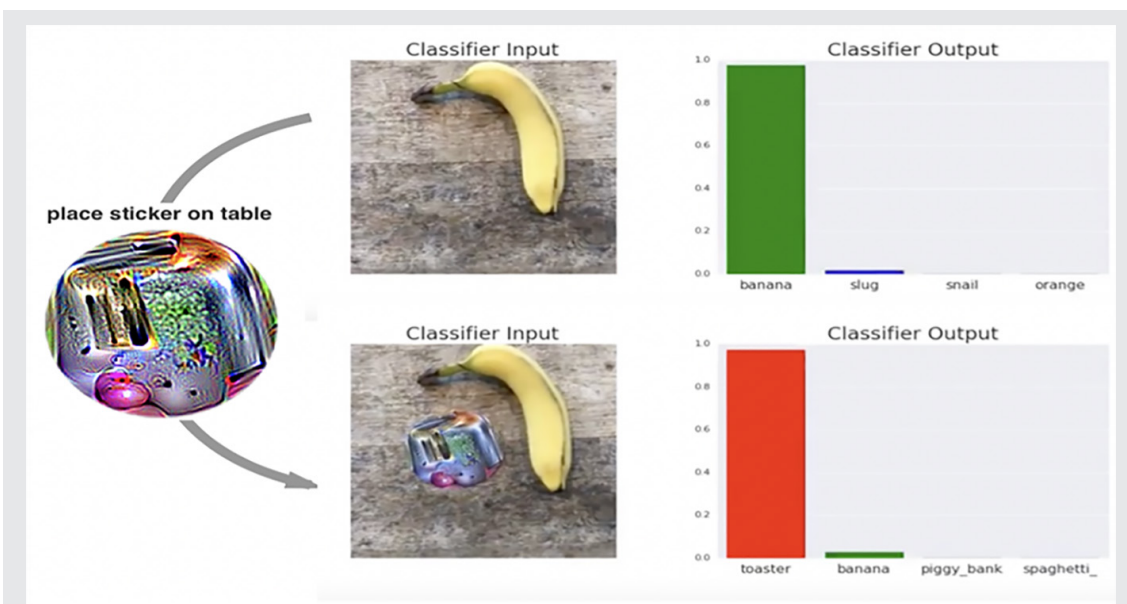 Classifier Input
Classifier Output
1.0
0.8
0.6
0.4
0.2
0.0
banana slug snail orange
place sticker on table
Classifier Input
Classifier Output
1.0
0.8
0.6
0.4
0.2
0.0
toaster banana piggy_bank spaghetti_